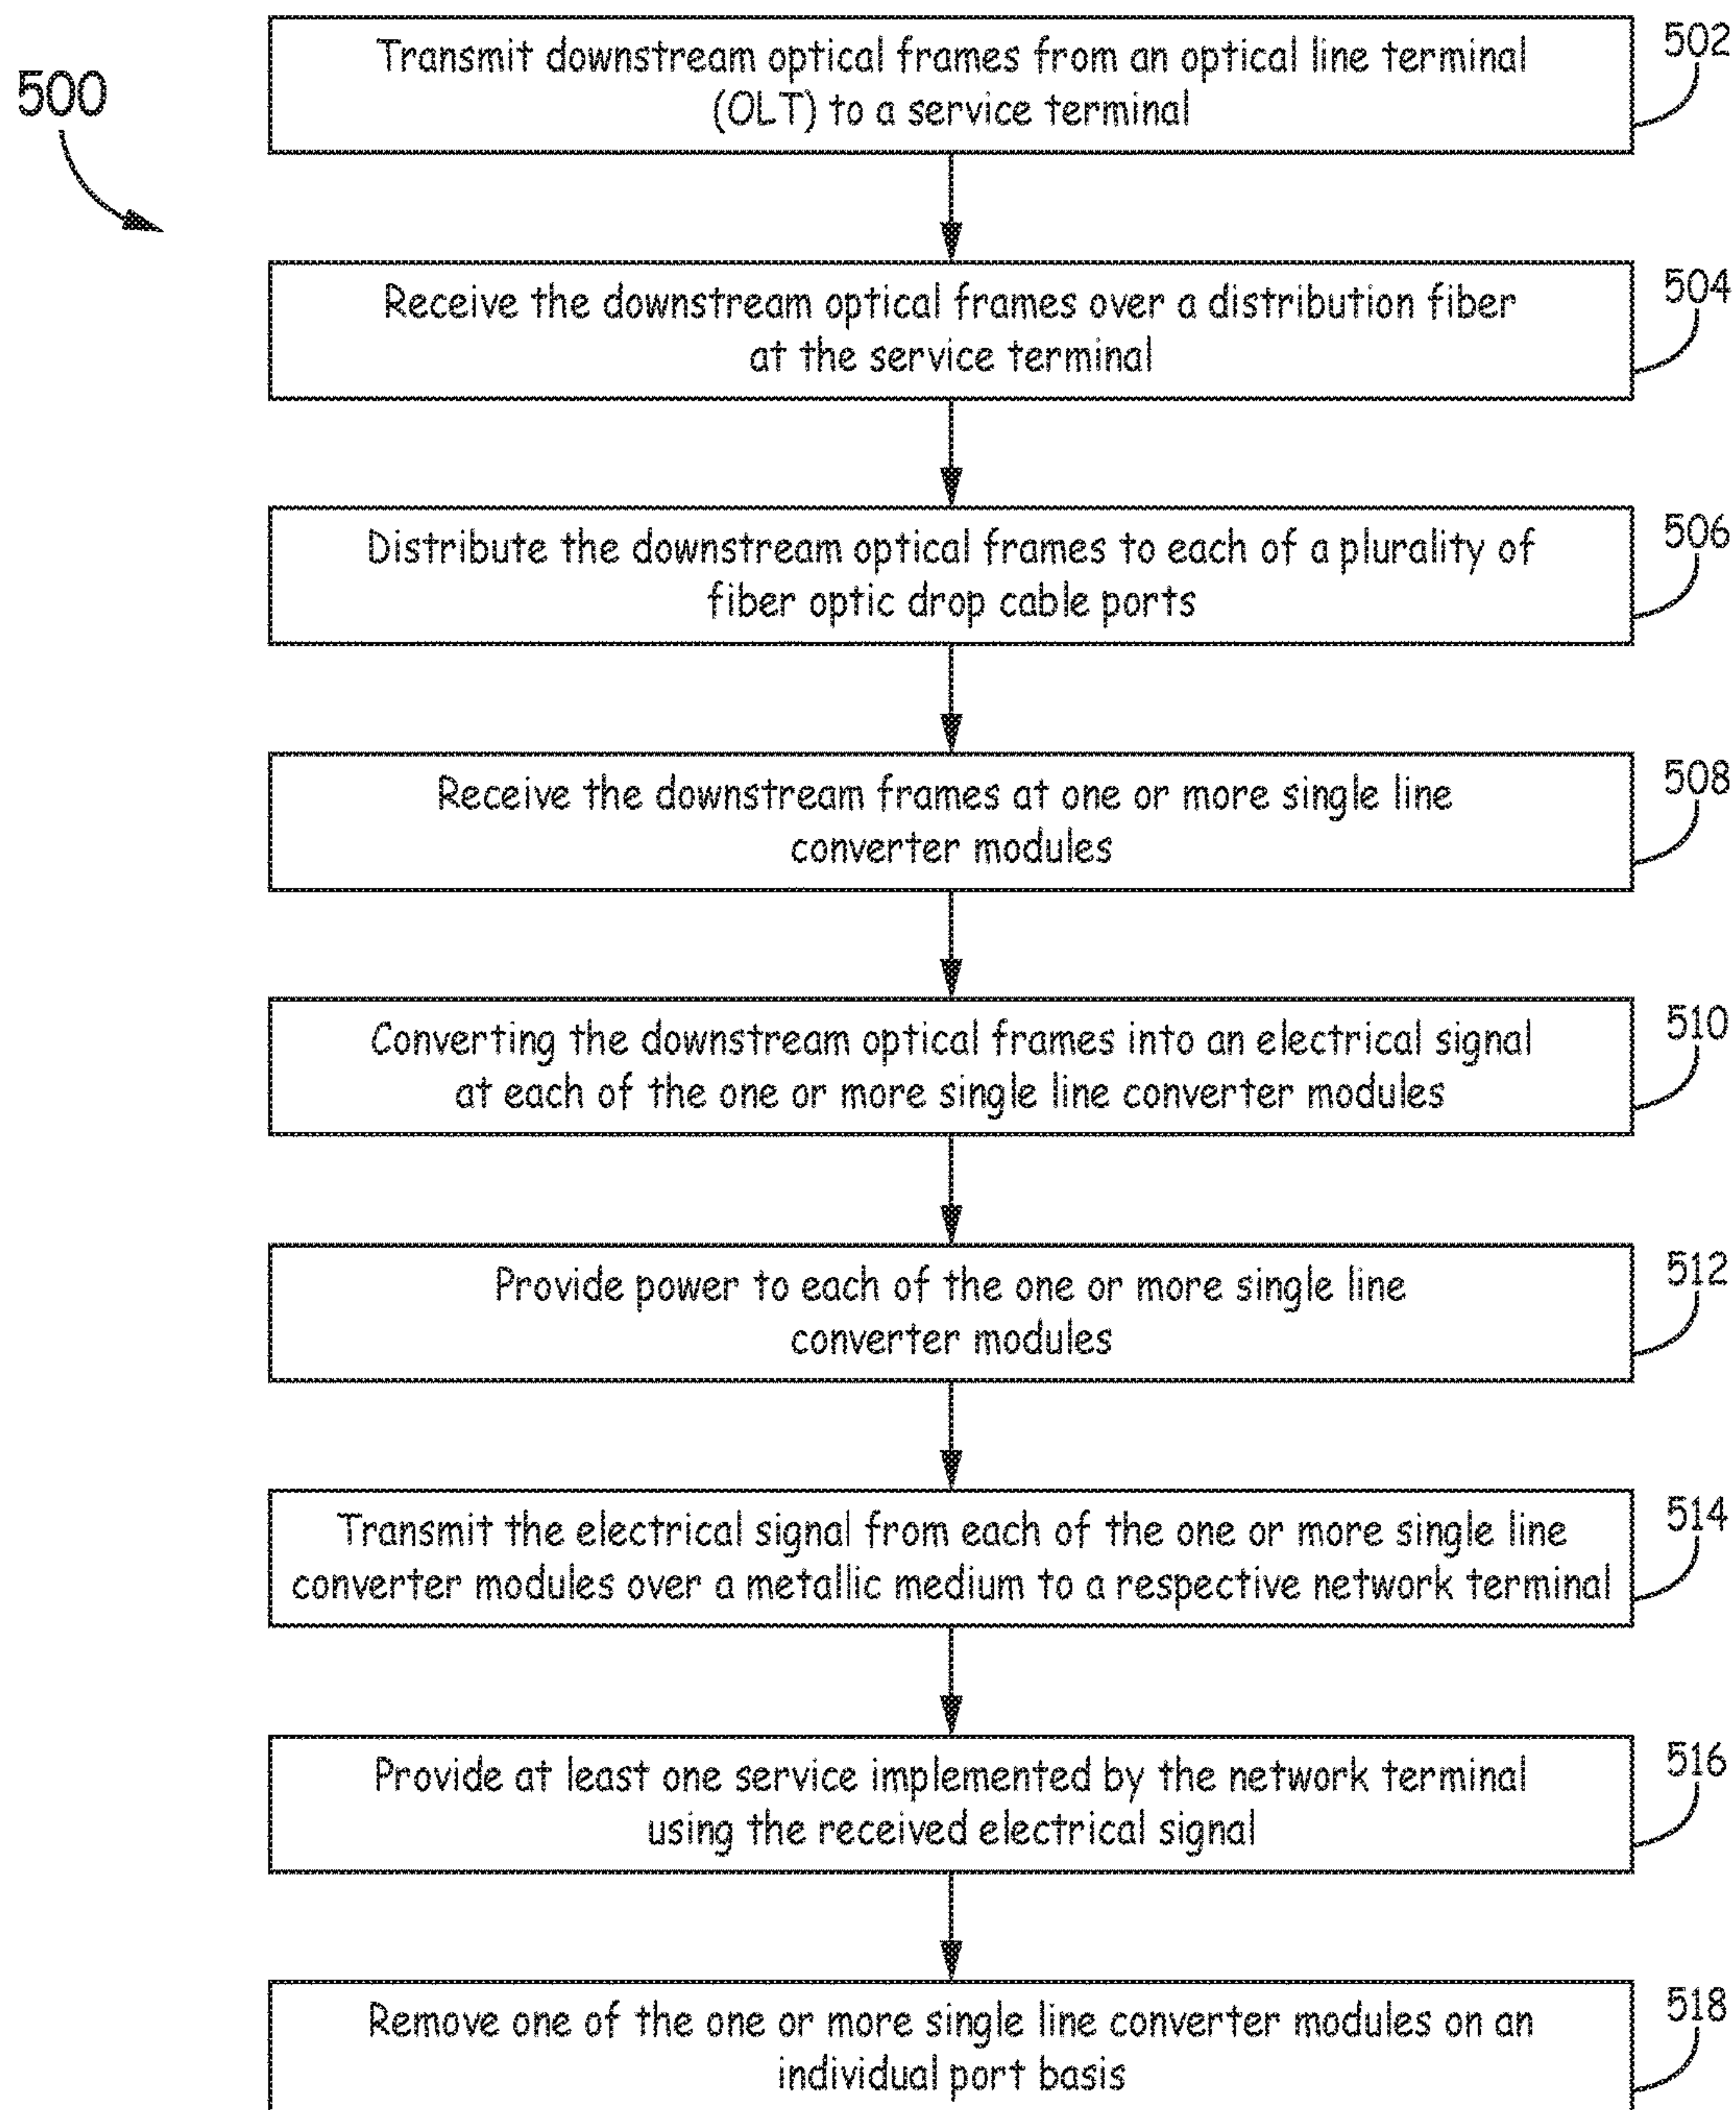 500
Transmit downstream optical frames from an optical line terminal
(OLT) to a service terminal
502
Receive the downstream optical frames over a distribution fiber
at the service terminal
504
Distribute the downstream optical frames to each of a plurality of
fiber optic drop cable ports
506
Receive the downstream frames at one or more single line
converter modules
508
Converting the downstream optical frames into an electrical signal
at each of the one or more single line converter modules
510
Provide power to each of the one or more single line
converter modules
512
Transmit the electrical signal from each of the one or more single line
converter modules over a metallic medium to a respective network terminal
514
Provide at least one service implemented by the network terminal
using the received electrical signal
516
Remove one of the one or more single line converter modules on an
individual port basis
518